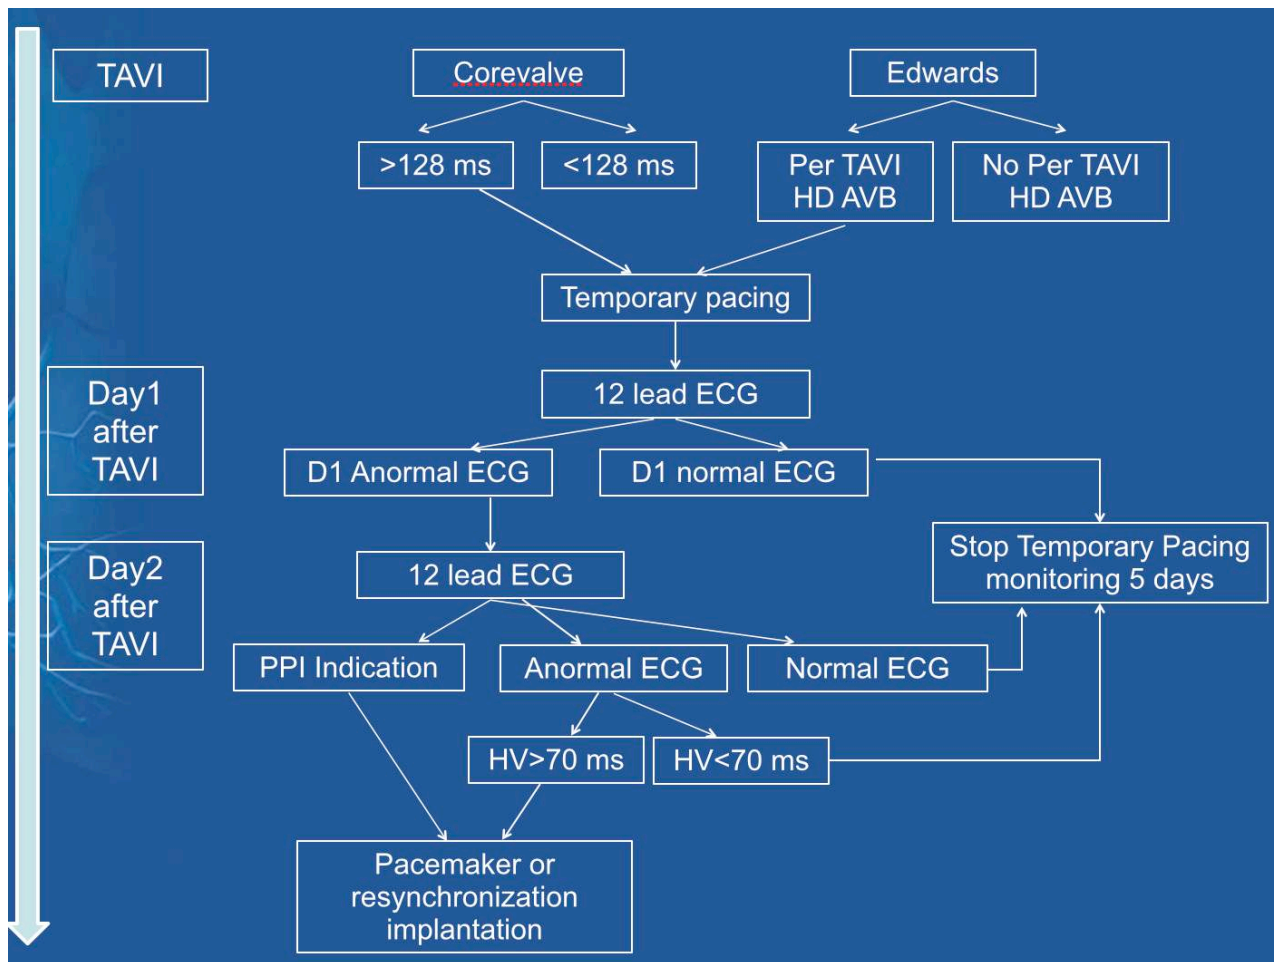 TAVI
Corevalve
Edwards
>128 ms
<128 ms
Per TAVI
HD AVB
No Per TAVI
HD AVB
Temporary pacing
Day1
after
TAVI
12 lead ECG
D1 Anormal ECG
D1 normal ECG
Stop Temporary Pacing
monitoring 5 days
Day2
after
TAVI
12 lead ECG
PPI Indication
Anormal ECG
Normal ECG
HV>70 ms
HV<70 ms
Pacemaker or
resynchronization
implantation